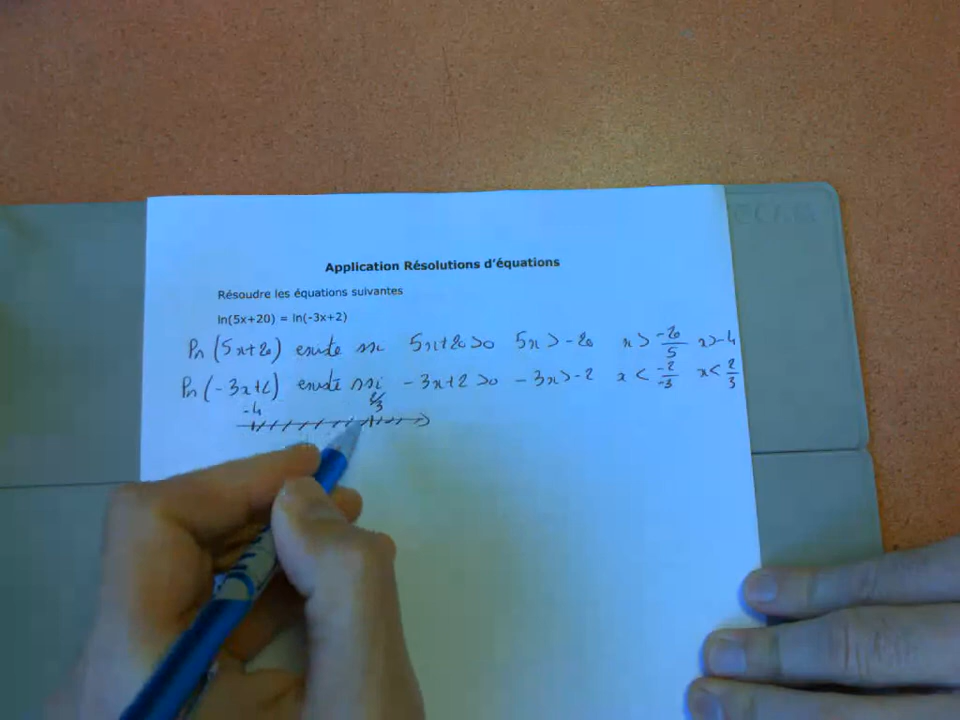 Application Résolutions d'équations
Résoudre les équations suivantes
ln(5x+20) = ln(-3x+2)
ln(5x+20) existe ssi 5x+20>0 5x>-20 x>-20/5 x>-4
ln(-3x+2) existe ssi -3x+2>0 -3x>-2 x<-2/-3 x<2/3
-4 2/3